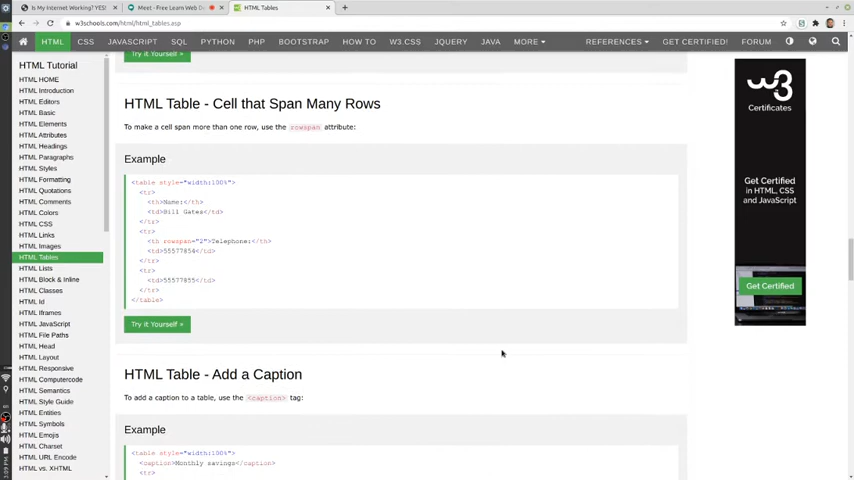 Is My Internet Working? YES!
Meet - Free Learn Web D
HTML Tables
w3schools.com/html/html_tables.asp
HTML CSS JAVASCRIPT SQL PYTHON PHP BOOTSTRAP HOW TO W3.CSS JQUERY JAVA MORE REFERENCES GET CERTIFIED! FORUM
HTML Tutorial
HTML HOME
HTML Introduction
HTML Editors
HTML Basic
HTML Elements
HTML Attributes
HTML Headings
HTML Paragraphs
HTML Styles
HTML Formatting
HTML Quotations
HTML Comments
HTML Colors
HTML CSS
HTML Links
HTML Images
HTML Tables
HTML Lists
HTML Block & Inline
HTML Classes
HTML Id
HTML Iframes
HTML JavaScript
HTML File Paths
HTML Head
HTML Layout
HTML Responsive
HTML Computercode
HTML Semantics
HTML Style Guide
HTML Entities
HTML Symbols
HTML Emojis
HTML Charset
HTML URL Encode
HTML vs. XHTML
Try it Yourself »
HTML Table - Cell that Span Many Rows
To make a cell span more than one row, use the rowspan attribute:
Example
<table style="width:100%">
<tr>
<th>Name:</th>
<td>Bill Gates</td>
</tr>
<tr>
<th rowspan="2">Telephone:</th>
<td>55577854</td>
</tr>
<tr>
<td>55577855</td>
</tr>
</table>
Try it Yourself »
HTML Table - Add a Caption
To add a caption to a table, use the <caption> tag:
Example
<table style="width:100%">
<caption>Monthly savings</caption>
<tr>
w3
Certificates
Get Certified
in HTML, CSS
and JavaScript
Get Certified
3:09 PM